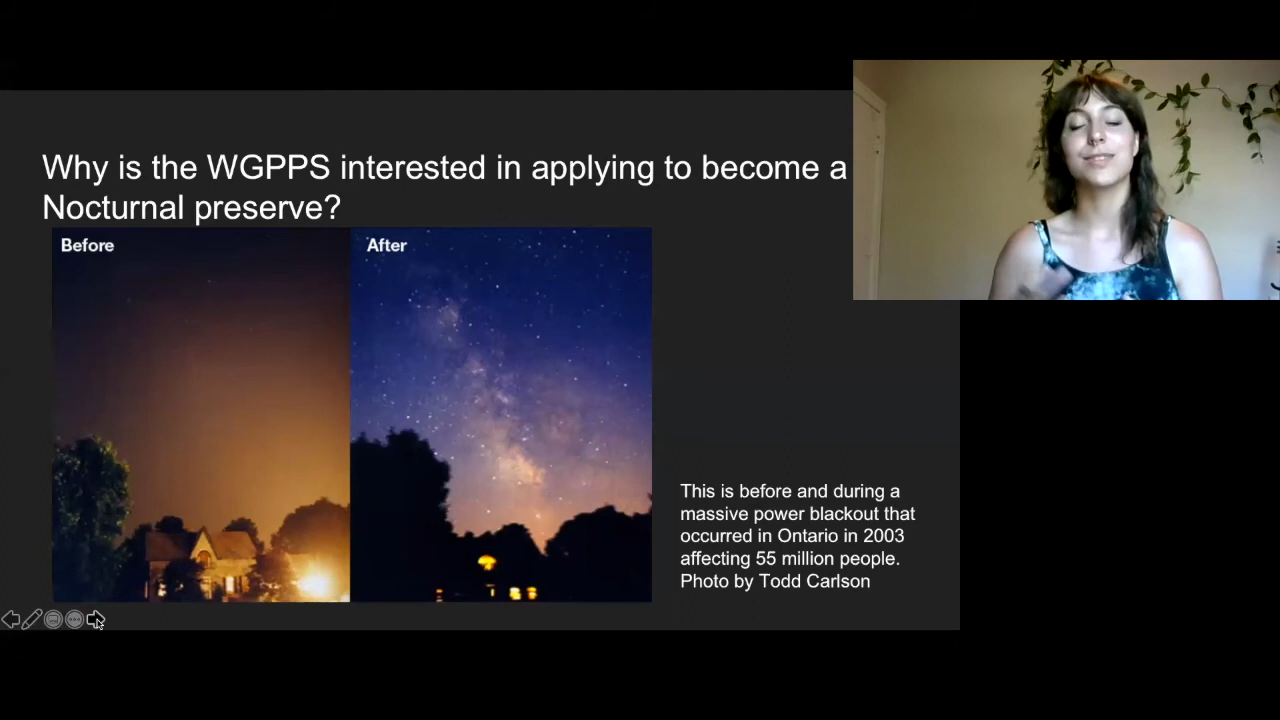 Why is the WGPPS interested in applying to become a
Nocturnal preserve?
Before
After
This is before and during a
massive power blackout that
occurred in Ontario in 2003
affecting 55 million people.
Photo by Todd Carlson